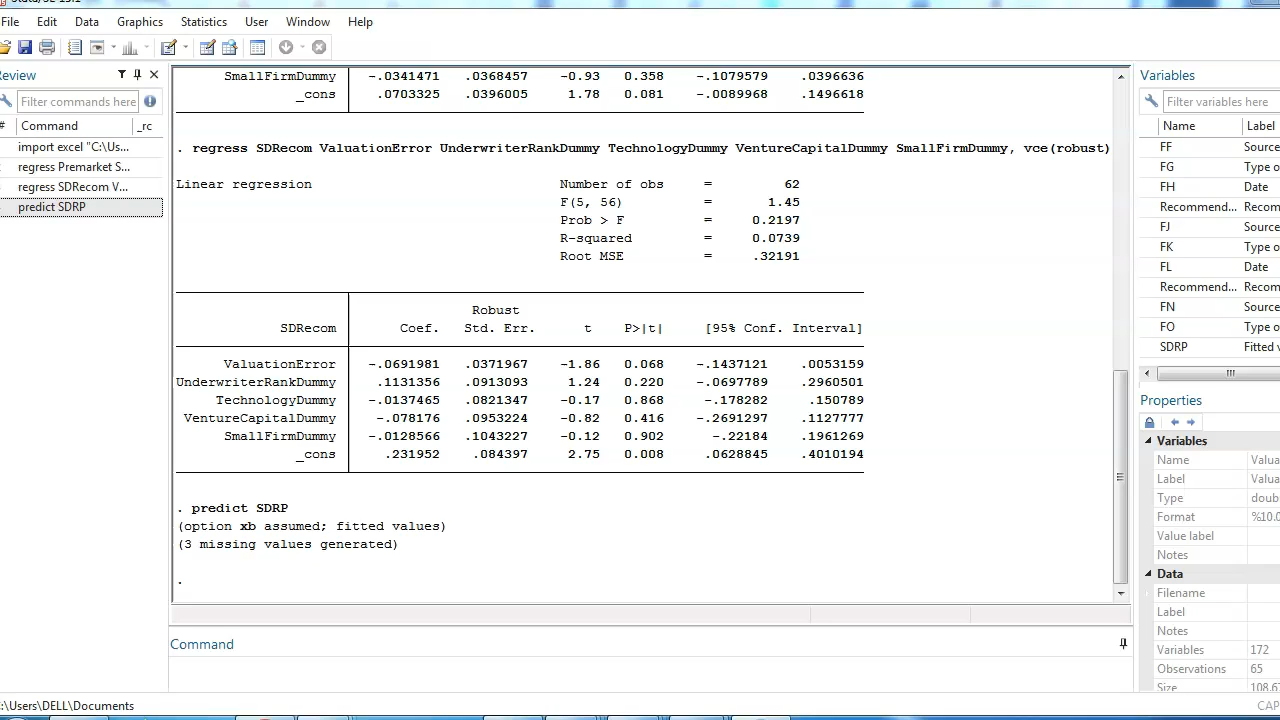 File Edit Data Graphics Statistics User Window Help
Review
Filter commands here
# Command _rc
import excel "C:\Us...
regress Premarket S...
regress SDRecom V...
predict SDRP
SmallFirmDummy -.0341471 .0368457 -0.93 0.358 -.1079579 .0396636
_cons .0703325 .0396005 1.78 0.081 -.0089968 .1496618
. regress SDRecom ValuationError UnderwriterRankDummy TechnologyDummy VentureCapitalDummy SmallFirmDummy, vce(robust)
Linear regression Number of obs = 62
F(5, 56) = 1.45
Prob > F = 0.2197
R-squared = 0.0739
Root MSE = .32191
Robust
SDRecom Coef. Std. Err. t P>|t| [95% Conf. Interval]
ValuationError -.0691981 .0371967 -1.86 0.068 -.1437121 .0053159
UnderwriterRankDummy .1131356 .0913093 1.24 0.220 -.0697789 .2960501
TechnologyDummy -.0137465 .0821347 -0.17 0.868 -.178282 .150789
VentureCapitalDummy -.078176 .0953224 -0.82 0.416 -.2691297 .1127777
SmallFirmDummy -.0128566 .1043227 -0.12 0.902 -.22184 .1961269
_cons .231952 .084397 2.75 0.008 .0628845 .4010194
. predict SDRP
(option xb assumed; fitted values)
(3 missing values generated)
.
Command
Variables
Filter variables here
Name Label
FF Source
FG Type o
FH Date
Recommend... Recom
FJ Source
FK Type o
FL Date
Recommend... Recom
FN Source
FO Type o
SDRP Fitted v
Properties
Variables
Name Valua
Label Valua
Type doub
Format %10.0
Value label
Notes
Data
Filename
Label
Notes
Variables 172
Observations 65
Size 108.67
:\Users\DELL\Documents
CAP